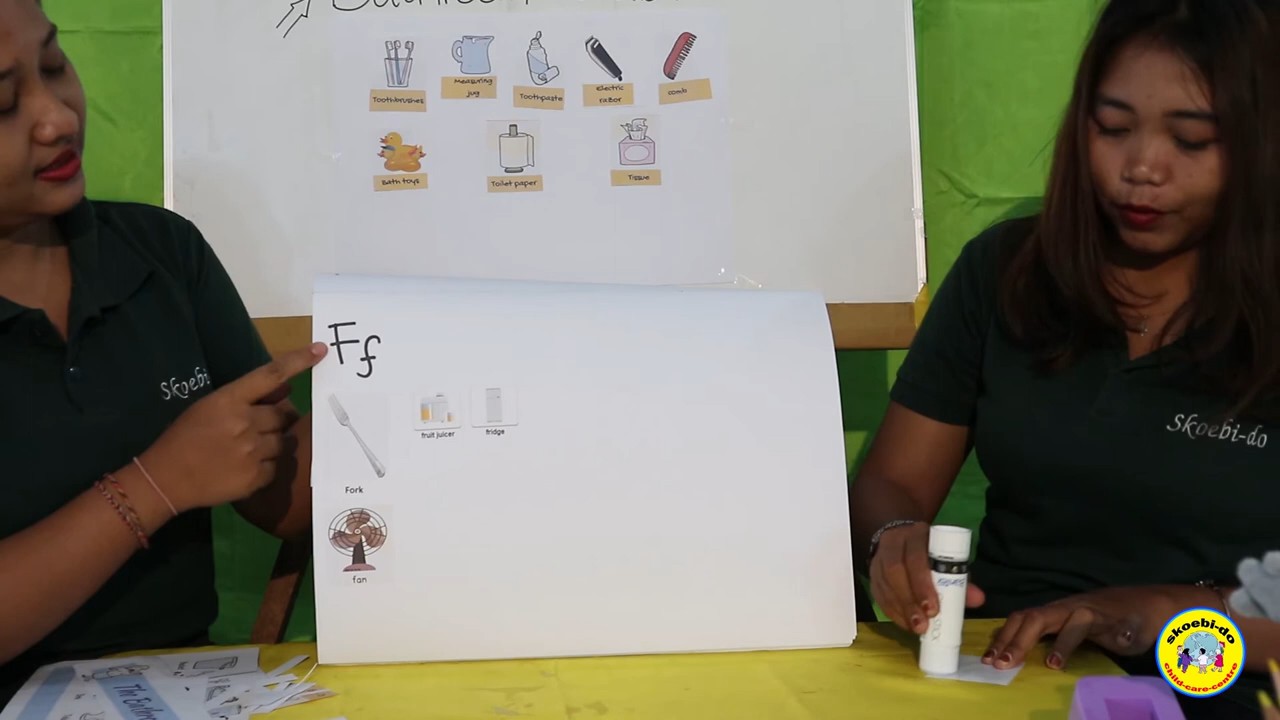 Toothbrushes
Measuring
jug
Toothpaste
Electric
razor
comb
Bath toys
Toilet paper
Tissue
Ff
fruit juicer
fridge
Fork
fan
Skoebi
Skoebi-do
skoebi-do
child-care-centre
The